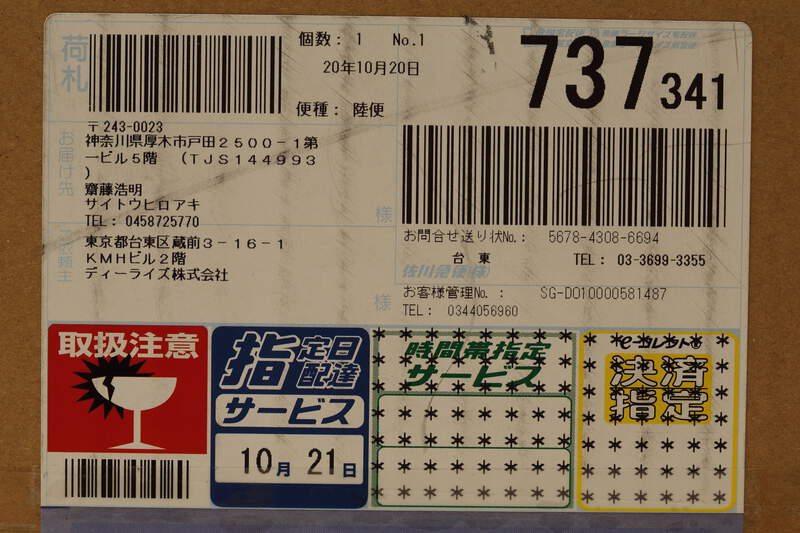 荷札
個数： 1 No.1
20年10月20日
便種： 陸便
737 341
お届け先
〒243-0023
神奈川県厚木市戸田２５００－１第
一ビル５階 （ＴＪＳ１４４９９３
）
齋藤浩明
サイトウヒロアキ
様
TEL: 0458725770
ご依頼主
東京都台東区蔵前３－１６－１
ＫＭＨビル２階
ディーライズ株式会社
様
お問合せ送り状No.: 5678-4308-6694
台東 TEL: 03-3699-3355
佐川急便(株)
お客様管理No.: SG-D010000581487
TEL: 0344056960
取扱注意
指定日配達
サービス
10月 21日
時間帯指定
サービス
e-コレクト
決済
指定